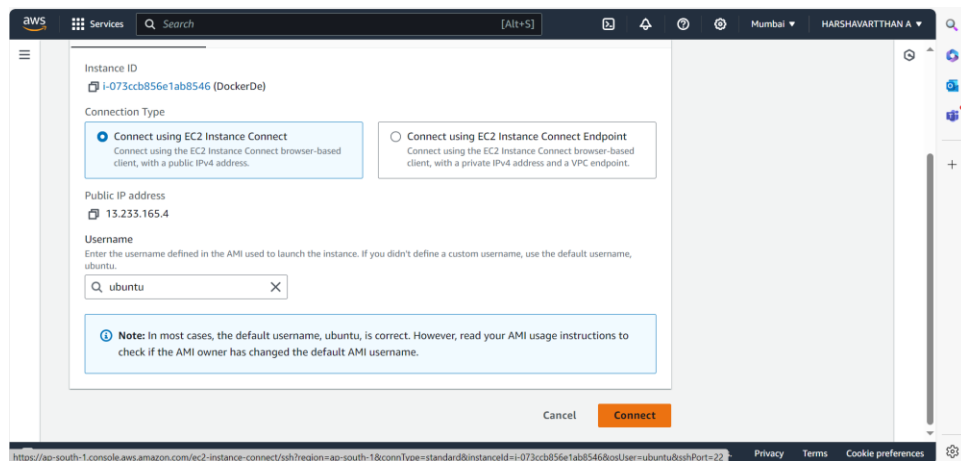 aws Services Search [Alt+S] Mumbai ▼ HARSHAVARTTHAN A ▼
Instance ID
i-073ccb856e1ab8546 (DockerDe)
Connection Type
Connect using EC2 Instance Connect
Connect using the EC2 Instance Connect browser-based
client, with a public IPv4 address.
Connect using EC2 Instance Connect Endpoint
Connect using the EC2 Instance Connect browser-based
client, with a private IPv4 address and a VPC endpoint.
Public IP address
13.233.165.4
Username
Enter the username defined in the AMI used to launch the instance. If you didn't define a custom username, use the default username,
ubuntu.
ubuntu
Note: In most cases, the default username, ubuntu, is correct. However, read your AMI usage instructions to
check if the AMI owner has changed the default AMI username.
Cancel Connect
https://ap-south-1.console.aws.amazon.com/ec2-instance-connect/ssh?region=ap-south-1&connType=standard&instanceId=i-073ccb856e1ab8546&osUser=ubuntu&sshPort=22 Privacy Terms Cookie preferences